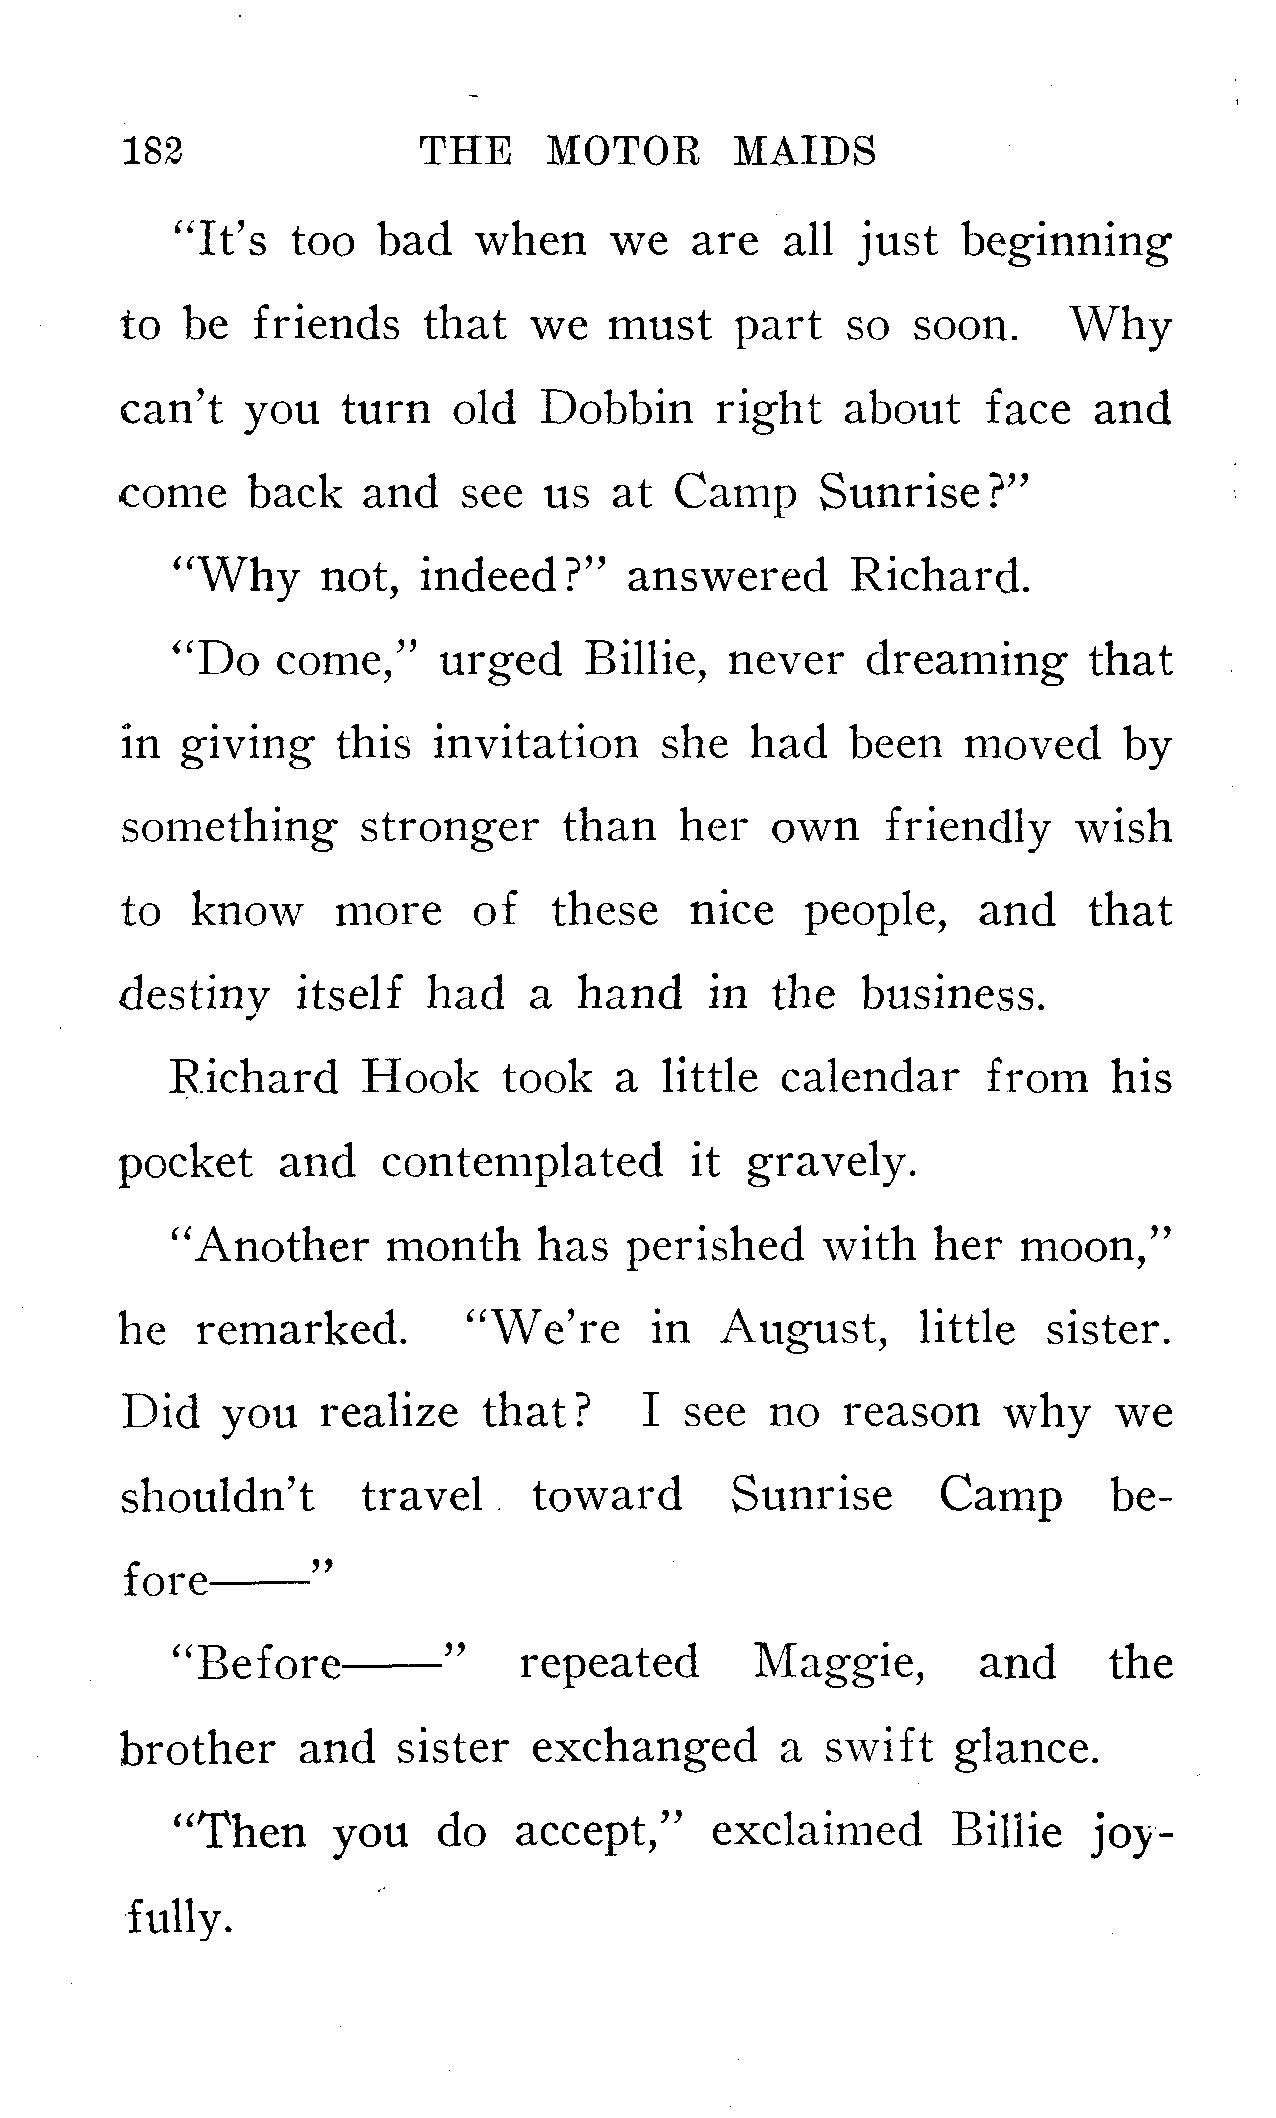 182 THE MOTOR MAIDS
“It’s too bad when we are all just beginning
to be friends that we must part so soon. Why
can’t you turn old Dobbin right about face and
come back and see us at Camp Sunrise?”
“Why not, indeed?” answered Richard.
“Do come,” urged Billie, never dreaming that
in giving this invitation she had been moved by
something stronger than her own friendly wish
to know more of these nice people, and that
destiny itself had a hand in the business.
Richard Hook took a little calendar from his
pocket and contemplated it gravely.
“Another month has perished with her moon,”
he remarked. “We’re in August, little sister.
Did you realize that? I see no reason why we
shouldn’t travel toward Sunrise Camp be-
fore——”
“Before——” repeated Maggie, and the
brother and sister exchanged a swift glance.
“Then you do accept,” exclaimed Billie joy-
fully.